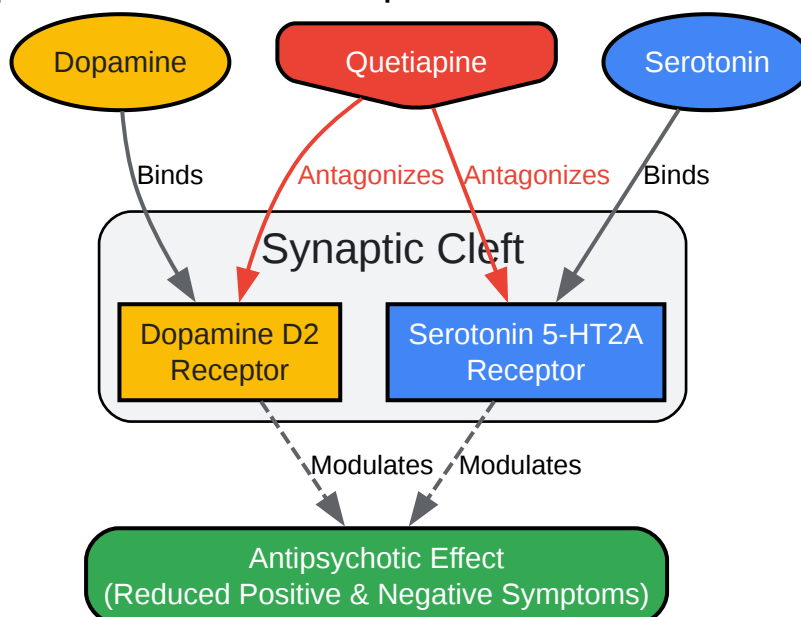 Dopamine
Quetiapine
Serotonin
Binds
Antagonizes
Antagonizes
Binds
Synaptic Cleft
Dopamine D2
Receptor
Serotonin 5-HT2A
Receptor
Modulates
Modulates
Antipsychotic Effect
(Reduced Positive & Negative Symptoms)